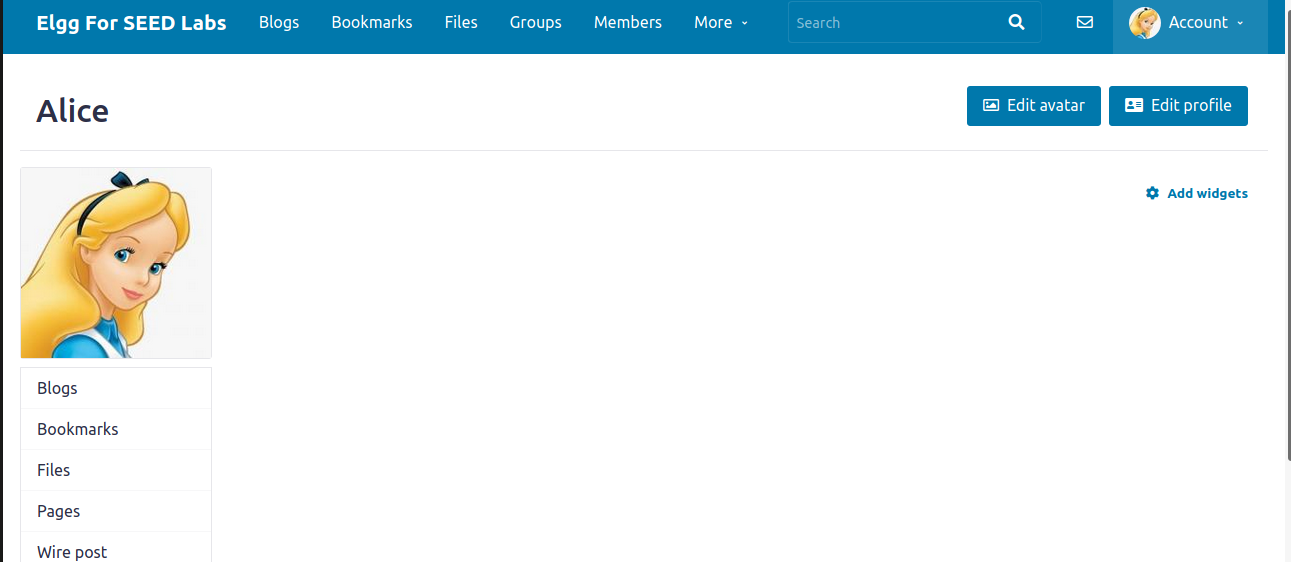 Elgg For SEED Labs Blogs Bookmarks Files Groups Members More Search Account
Alice Edit avatar Edit profile
Add widgets
Blogs
Bookmarks
Files
Pages
Wire post